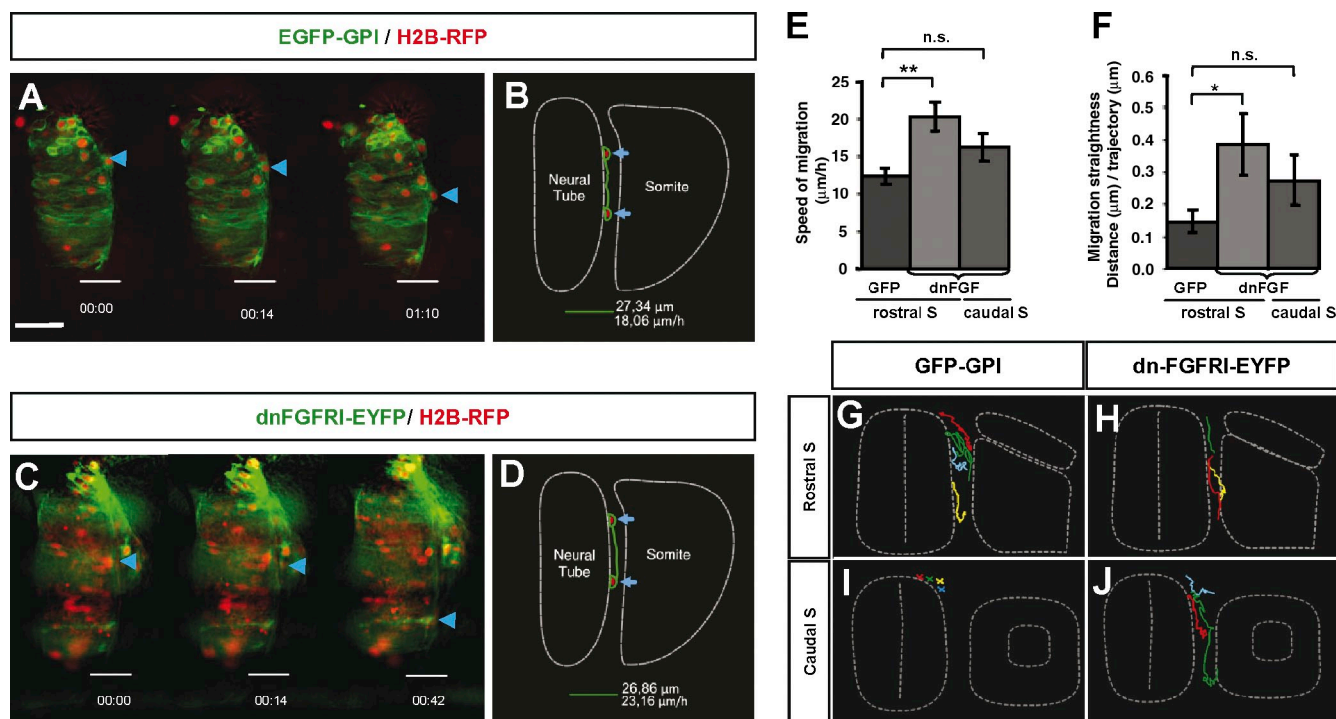 EGFP-GPI / H2B-RFP
A
00:00
00:14
01:10
B
Neural
Tube
Somite
27,34 µm
18,06 µm/h
dnFGFRI-EYFP/ H2B-RFP
C
00:00
00:14
00:42
D
Neural
Tube
Somite
26,86 µm
23,16 µm/h
E
n.s.
**
Speed of migration
(µm/h)
25
20
15
10
5
0
GFP
dnFGF
rostral S
caudal S
F
n.s.
*
Migration straightness
Distance (µm) / trajectory (µm)
0.6
0.5
0.4
0.3
0.2
0.1
0.0
GFP
dnFGF
rostral S
caudal S
GFP-GPI
dn-FGFRI-EYFP
Rostral S
G
H
Caudal S
I
J